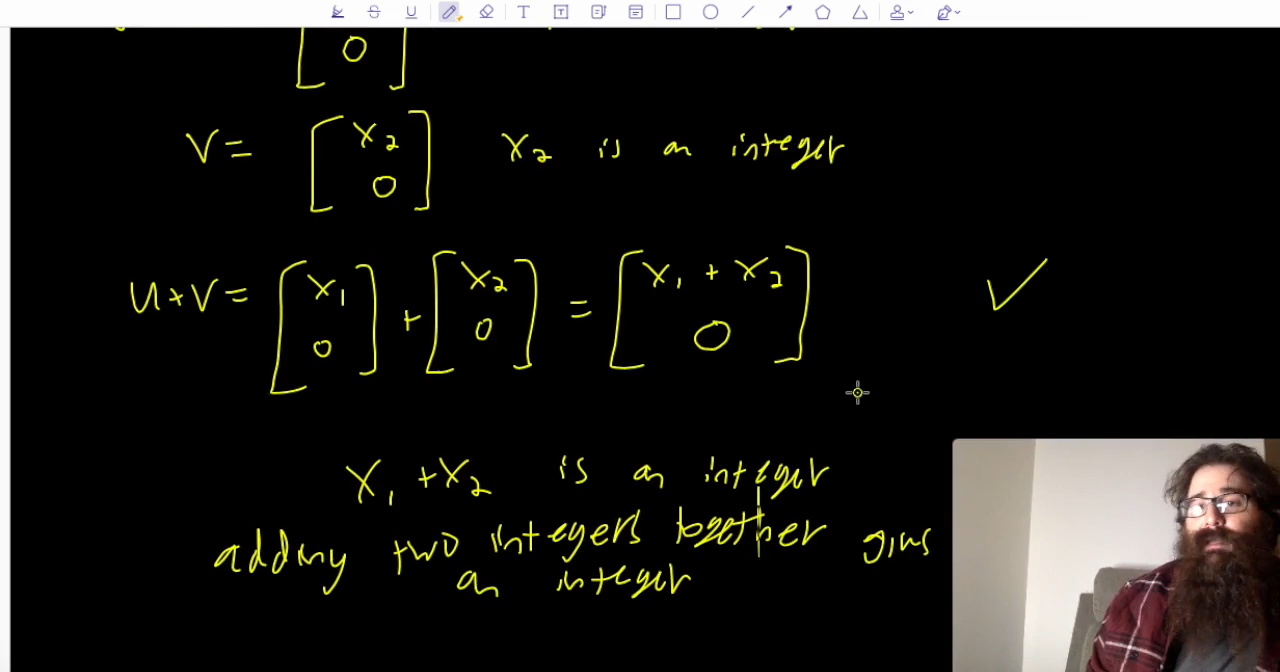 [0]
V = [x₂ 0] x₂ is an integer
u + v = [x₁ 0] + [x₂ 0] = [x₁ + x₂ 0] ✓
x₁ + x₂ is an integer
adding two integers together gives
an integer